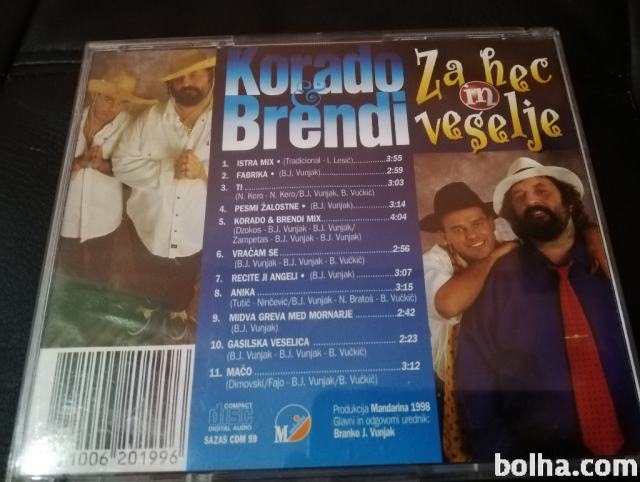 Korado
& Brendi
Za hec
in
veselje
1. ISTRA MIX • (Tradicional - I. Lesić) 3:55
2. FABRIKA • (B.J. Vunjak) 2:59
3. TI 3:03
(N. Kero - N. Kero/B.J. Vunjak, B. Vučkić)
4. PESMI ŽALOSTNE • (B.J. Vunjak) 3:14
5. KORADO & BRENDI MIX 4:04
(Dzokos - B.J. Vunjak - B.J. Vunjak/
Zampetas - B.J. Vunjak - B.J. Vunjak)
6. VRAČAM SE 2:56
(B.J. Vunjak - B.J. Vunjak - B. Vučkić)
7. RECITE JI ANGELI • (B.J. Vunjak) 3:07
8. ANIKA 3:15
(Tutić - Ninčević/B.J. Vunjak - N. Bratoš - B. Vučkić)
9. MIDVA GREVA MED MORNARJE 2:42
(B.J. Vunjak)
10. GASILSKA VESELICA 2:23
(B.J. Vunjak - B.J. Vunjak - B. Vučkić)
11. MAČO 3:12
(Dimovski/Fajo - B.J. Vunjak/B. Vučkić)
COMPACT
disc
DIGITAL AUDIO
SAZAS CDM 59
M
Produkcija Mandarina 1998
Glavni in odgovorni urednik:
Branko J. Vunjak
1006 201996
bolha.com